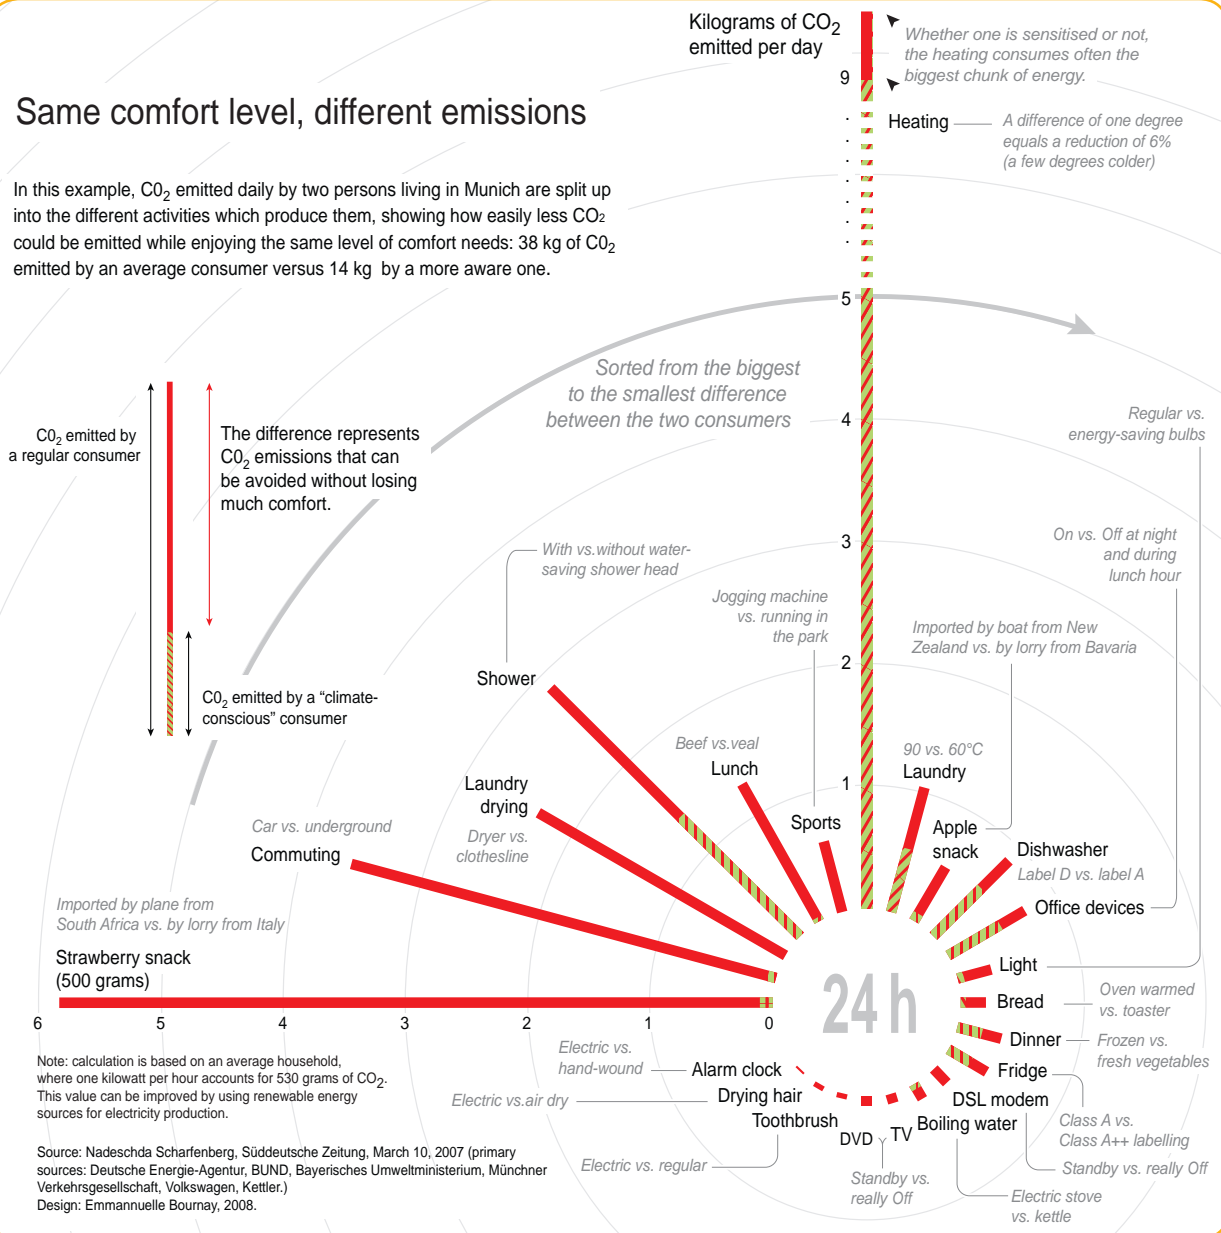 Kilograms of CO2
emitted per day
Whether one is sensitised or not,
the heating consumes often the
biggest chunk of energy.
9
Same comfort level, different emissions
Heating
A difference of one degree
equals a reduction of 6%
(a few degrees colder)
In this example, C02 emitted daily by two persons living in Munich are split up
into the different activities which produce them, showing how easily less CO2
could be emitted while enjoying the same level of comfort needs: 38 kg of C02
emitted by an average consumer versus 14 kg by a more aware one.
5
Sorted from the biggest
to the smallest difference
between the two consumers
4
Regular vs.
energy-saving bulbs
C02 emitted by
a regular consumer
The difference represents
C02 emissions that can
be avoided without losing
much comfort.
3
On vs. Off at night
and during
lunch hour
With vs.without water-
saving shower head
Jogging machine
vs. running in
the park
Imported by boat from New
Zealand vs. by lorry from Bavaria
2
Shower
C02 emitted by a “climate-
conscious” consumer
Beef vs.veal
Lunch
90 vs. 60°C
Laundry
1
Laundry
drying
Dryer vs.
clothesline
Sports
Apple
snack
Car vs. underground
Commuting
Dishwasher
Label D vs. label A
Imported by plane from
South Africa vs. by lorry from Italy
Office devices
Strawberry snack
(500 grams)
Light
24 h
Bread
Oven warmed
vs. toaster
6
5
4
3
2
1
0
Dinner
Frozen vs.
fresh vegetables
Note: calculation is based on an average household,
where one kilowatt per hour accounts for 530 grams of CO2.
This value can be improved by using renewable energy
sources for electricity production.
Electric vs.
hand-wound
Alarm clock
Fridge
Class A vs.
Class A++ labelling
Electric vs.air dry
Drying hair
DSL modem
Standby vs. really Off
Toothbrush
Electric vs. regular
DVD
TV
Standby vs.
really Off
Boiling water
Electric stove
vs. kettle
Source: Nadeschda Scharfenberg, Süddeutsche Zeitung, March 10, 2007 (primary
sources: Deutsche Energie-Agentur, BUND, Bayerisches Umweltministerium, Münchner
Verkehrsgesellschaft, Volkswagen, Kettler.)
Design: Emmannuelle Bournay, 2008.